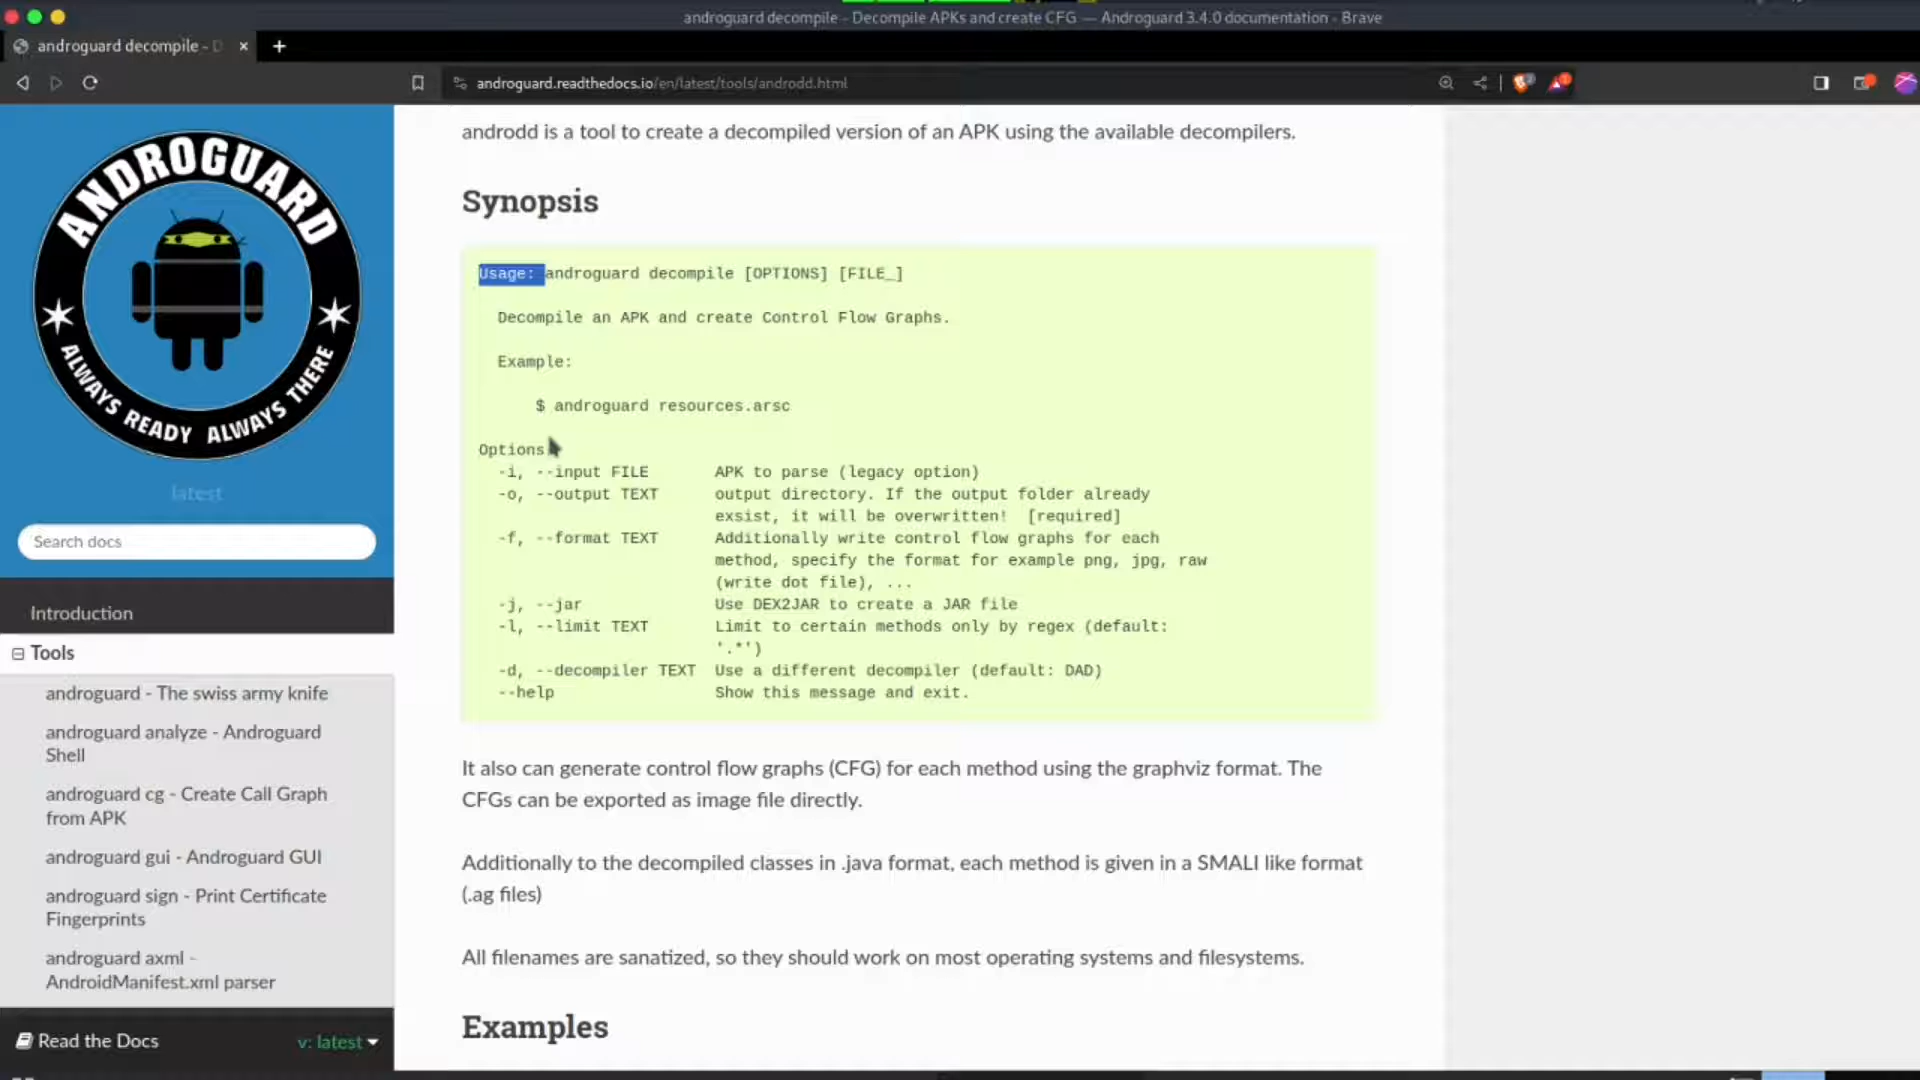 androguard decompile - Decompile APKs and create CFG — Androguard 3.4.0 documentation - Brave
androguard decompile - D
androguard.readthedocs.io/en/latest/tools/androdd.html
ANDROGUARD
ALWAYS READY ALWAYS THERE
latest
Search docs
Introduction
Tools
androguard - The swiss army knife
androguard analyze - Androguard
Shell
androguard cg - Create Call Graph
from APK
androguard gui - Androguard GUI
androguard sign - Print Certificate
Fingerprints
androguard axml -
AndroidManifest.xml parser
Read the Docs
v: latest
androdd is a tool to create a decompiled version of an APK using the available decompilers.
Synopsis
Usage: androguard decompile [OPTIONS] [FILE_]
Decompile an APK and create Control Flow Graphs.
Example:
$ androguard resources.arsc
Options
-i, --input FILE APK to parse (legacy option)
-o, --output TEXT output directory. If the output folder already
exsist, it will be overwritten! [required]
-f, --format TEXT Additionally write control flow graphs for each
method, specify the format for example png, jpg, raw
(write dot file), ...
-j, --jar Use DEX2JAR to create a JAR file
-l, --limit TEXT Limit to certain methods only by regex (default:
'.*')
-d, --decompiler TEXT Use a different decompiler (default: DAD)
--help Show this message and exit.
It also can generate control flow graphs (CFG) for each method using the graphviz format. The
CFGs can be exported as image file directly.
Additionally to the decompiled classes in .java format, each method is given in a SMALI like format
(.ag files)
All filenames are sanatized, so they should work on most operating systems and filesystems.
Examples